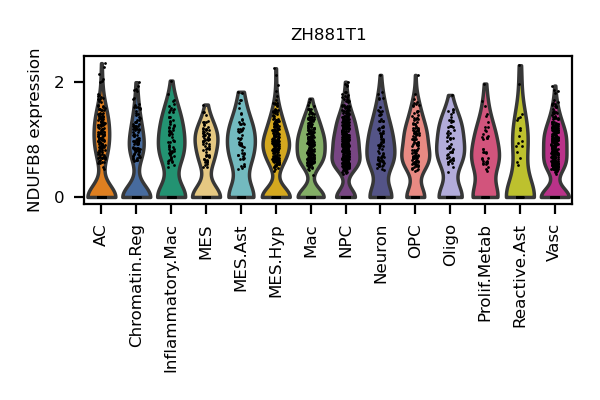 ZH881T1
NDUFB8 expression
2
0
AC
Chromatin.Reg
Inflammatory.Mac
MES
MES.Ast
MES.Hyp
Mac
NPC
Neuron
OPC
Oligo
Prolif.Metab
Reactive.Ast
Vasc